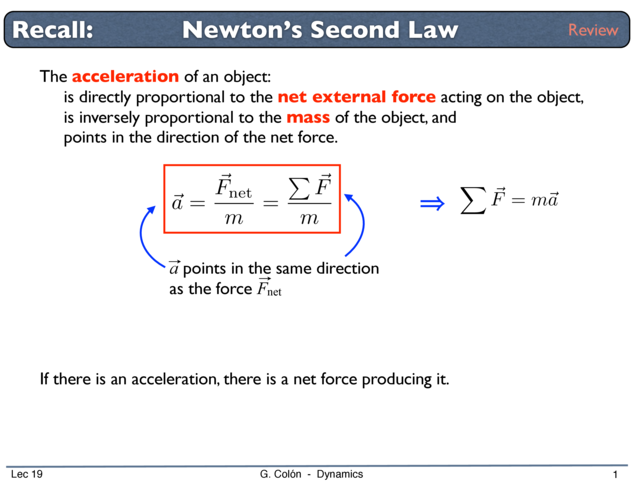 Recall: Newton's Second Law Review
The acceleration of an object:
is directly proportional to the net external force acting on the object,
is inversely proportional to the mass of the object, and
points in the direction of the net force.
\vec{a} = \frac{\vec{F}_{\text{net}}}{m} = \frac{\sum \vec{F}}{m} ⇒ \sum \vec{F} = m\vec{a}
\vec{a} points in the same direction
as the force \vec{F}_{\text{net}}
If there is an acceleration, there is a net force producing it.
Lec 19 G. Colón - Dynamics 1